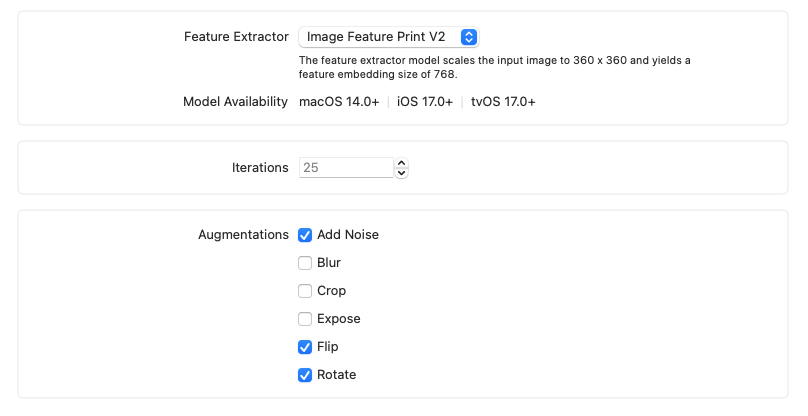 Feature Extractor Image Feature Print V2
The feature extractor model scales the input image to 360 x 360 and yields a
feature embedding size of 768.
Model Availability macOS 14.0+ | iOS 17.0+ | tvOS 17.0+
Iterations 25
Augmentations Add Noise
Blur
Crop
Expose
Flip
Rotate